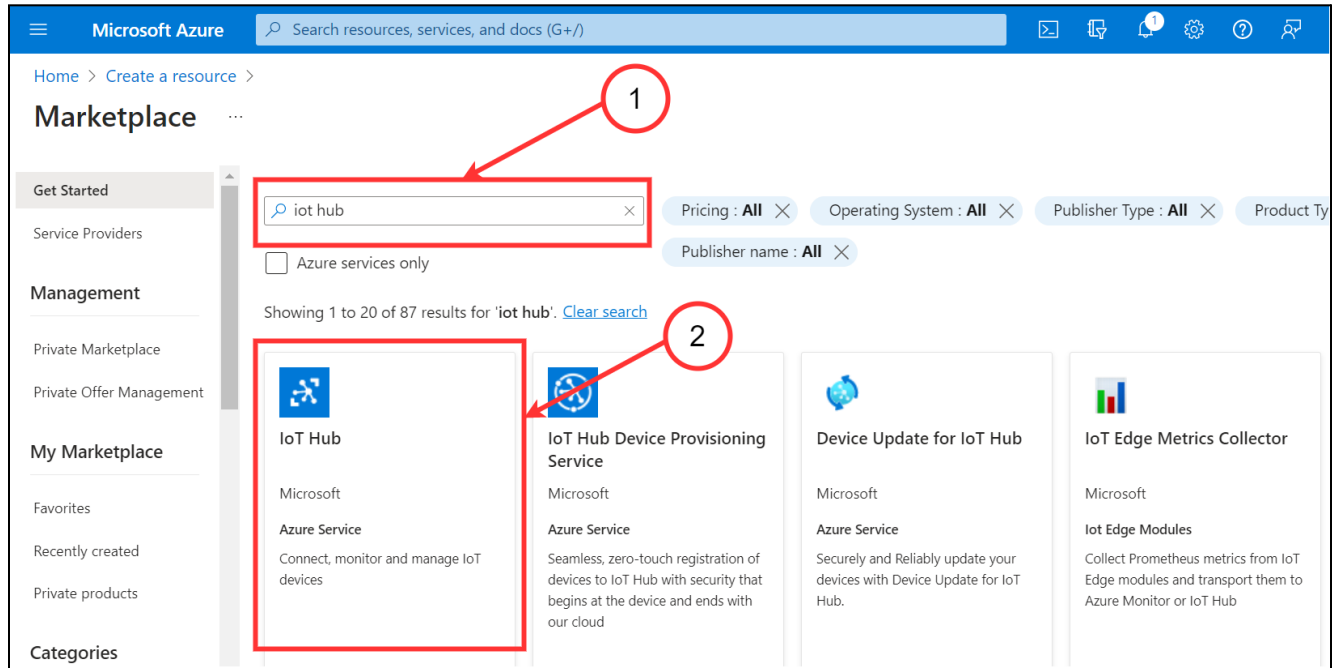 Microsoft Azure
Search resources, services, and docs (G+/)
1
Home > Create a resource >
Marketplace ...
1
Get Started
Service Providers
Management
Private Marketplace
Private Offer Management
My Marketplace
Favorites
Recently created
Private products
Categories
iot hub
Pricing : All
Operating System : All
Publisher Type : All
Product Ty
Azure services only
Publisher name : All
Showing 1 to 20 of 87 results for 'iot hub'. Clear search
2
IoT Hub
Microsoft
Azure Service
Connect, monitor and manage IoT
devices
IoT Hub Device Provisioning
Service
Microsoft
Azure Service
Seamless, zero-touch registration of
devices to IoT Hub with security that
begins at the device and ends with
our cloud
Device Update for IoT Hub
Microsoft
Azure Service
Securely and Reliably update your
devices with Device Update for IoT
Hub.
IoT Edge Metrics Collector
Microsoft
Iot Edge Modules
Collect Prometheus metrics from IoT
Edge modules and transport them to
Azure Monitor or IoT Hub